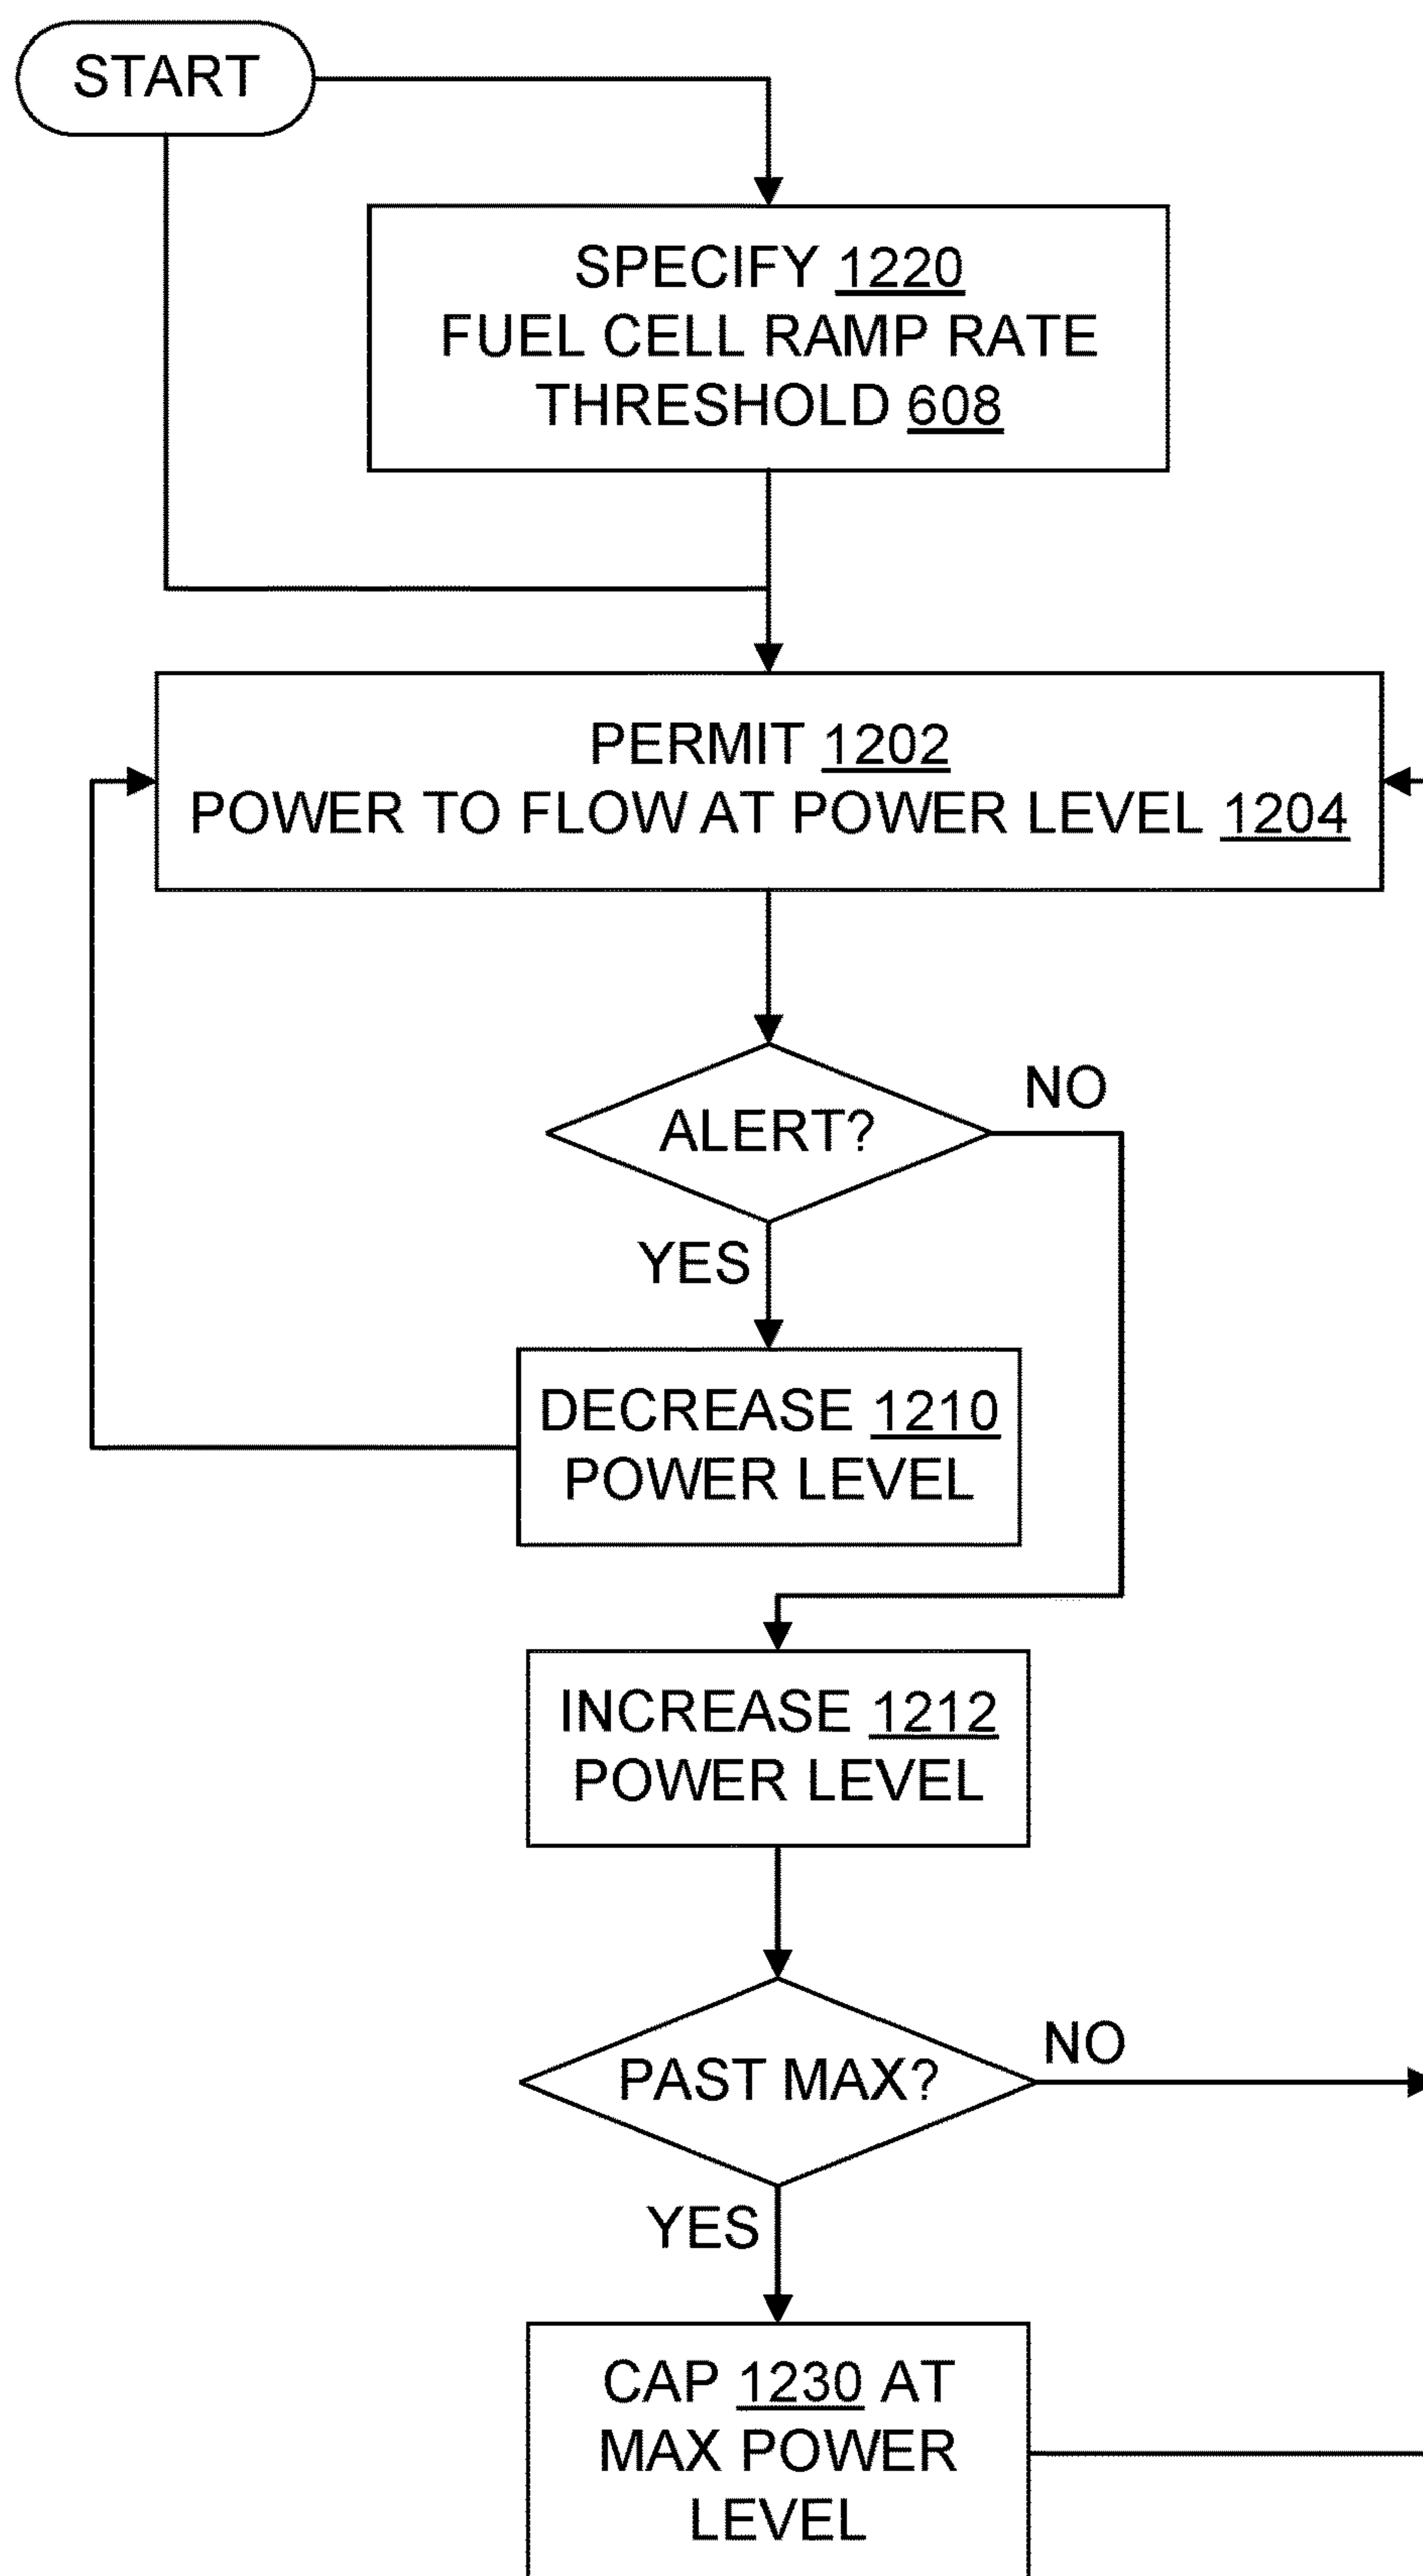 START
SPECIFY 1220
FUEL CELL RAMP RATE
THRESHOLD 608
PERMIT 1202
POWER TO FLOW AT POWER LEVEL 1204
ALERT?
NO
YES
DECREASE 1210
POWER LEVEL
INCREASE 1212
POWER LEVEL
PAST MAX?
NO
YES
CAP 1230 AT
MAX POWER
LEVEL